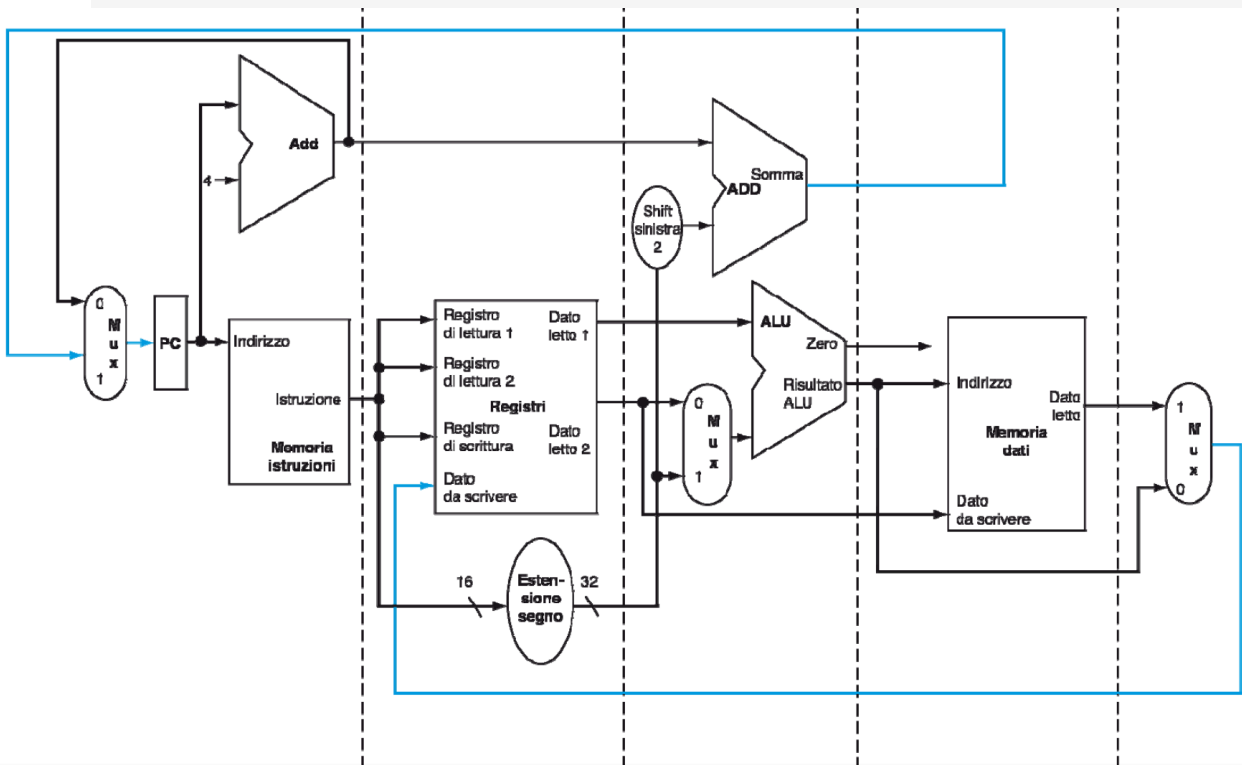 Add
4
ADD
Somma
Shift
sinistra
2
0
M
u
x
1
PC
Indirizzo
Istruzione
Memoria
istruzioni
Registro
di lettura 1
Registro
di lettura 2
Registri
Registro
di scrittura
Dato
da scrivere
Dato
letto 1
Dato
letto 2
16
Esten-
sione
segno
32
0
M
u
x
1
ALU
Zero
Risultato
ALU
Indirizzo
Dato
letto
Memoria
dati
Dato
da scrivere
1
M
u
x
0